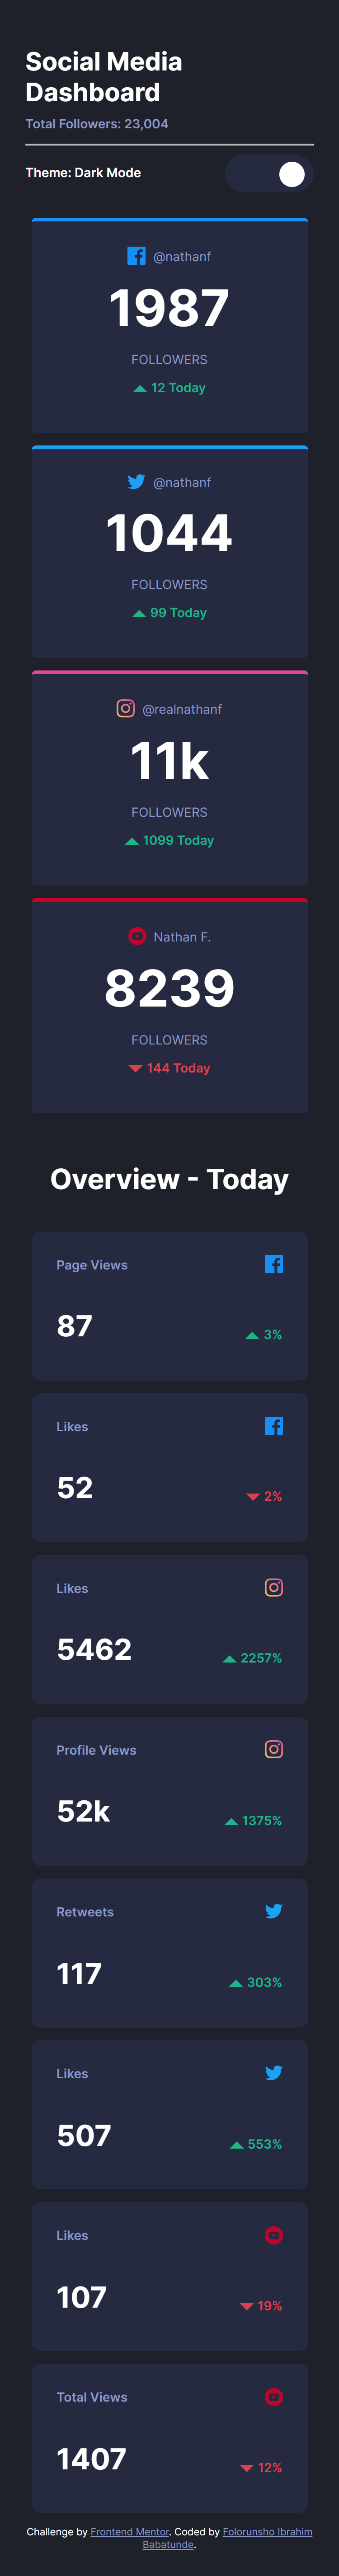 Social Media
Dashboard
Total Followers: 23,004
Theme: Dark Mode
@nathanf
1987
FOLLOWERS
12 Today
@nathanf
1044
FOLLOWERS
99 Today
@realnathanf
11k
FOLLOWERS
1099 Today
Nathan F.
8239
FOLLOWERS
144 Today
Overview - Today
Page Views
87
3%
Likes
52
2%
Likes
5462
2257%
Profile Views
52k
1375%
Retweets
117
303%
Likes
507
553%
Likes
107
19%
Total Views
1407
12%
Challenge by Frontend Mentor. Coded by Folorunsho Ibrahim
Babatunde.